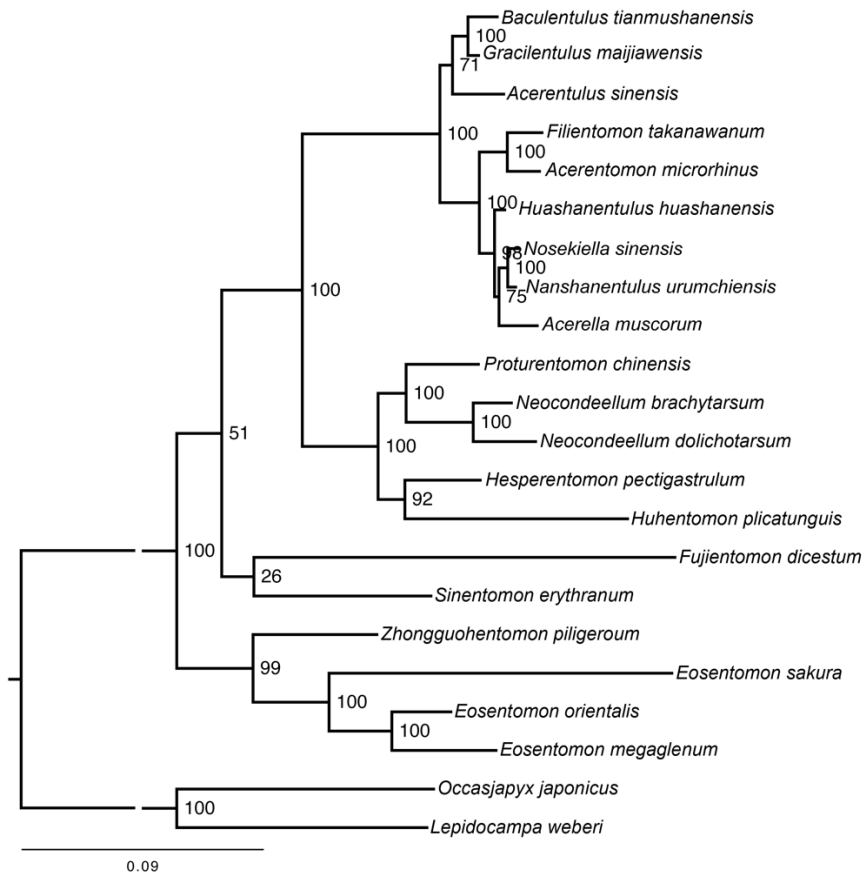 Baculentulus tianmushanensis
100
Gracilentulus maijiawensis
71
Acerentulus sinensis
Filientomon takanawanum
100
100
Acerentomon microrhinus
100
Huashanentulus huashanensis
Nosekiella sinensis
98
100
Nanshanentulus urumchiensis
75
100
Acerella muscorum
Proturentomon chinensis
100
Neocondeellum brachytarsum
100
51
100
Neocondeellum dolichotarsum
Hesperentomon pectigastrulum
92
Huhentomon plicatunguis
100
Fujientomon dicestum
26
Sinentomon erythranum
Zhongguohentomon piligeroum
99
Eosentomon sakura
100
Eosentomon orientalis
100
Eosentomon megaglenum
Occasjapyx japonicus
100
Lepidocampa weberi
0.09